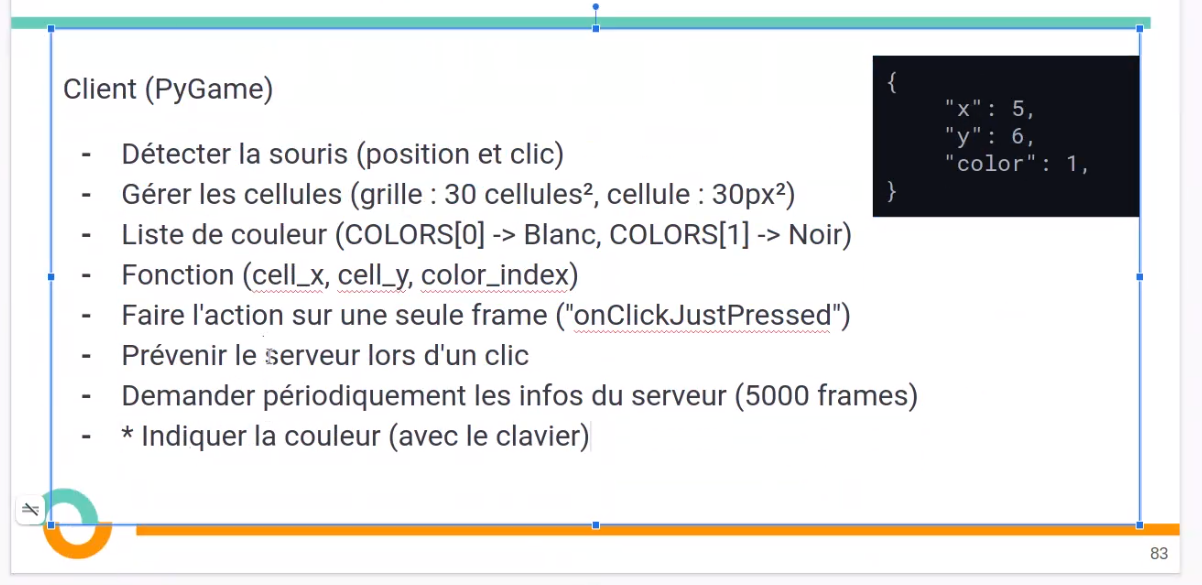 Client (PyGame)
- Détecter la souris (position et clic)
- Gérer les cellules (grille : 30 cellules², cellule : 30px²)
- Liste de couleur (COLORS[0] -> Blanc, COLORS[1] -> Noir)
- Fonction (cell_x, cell_y, color_index)
- Faire l'action sur une seule frame ("onClickJustPressed")
- Prévenir le serveur lors d'un clic
- Demander périodiquement les infos du serveur (5000 frames)
- * Indiquer la couleur (avec le clavier)
{
"x": 5,
"y": 6,
"color": 1,
}
83